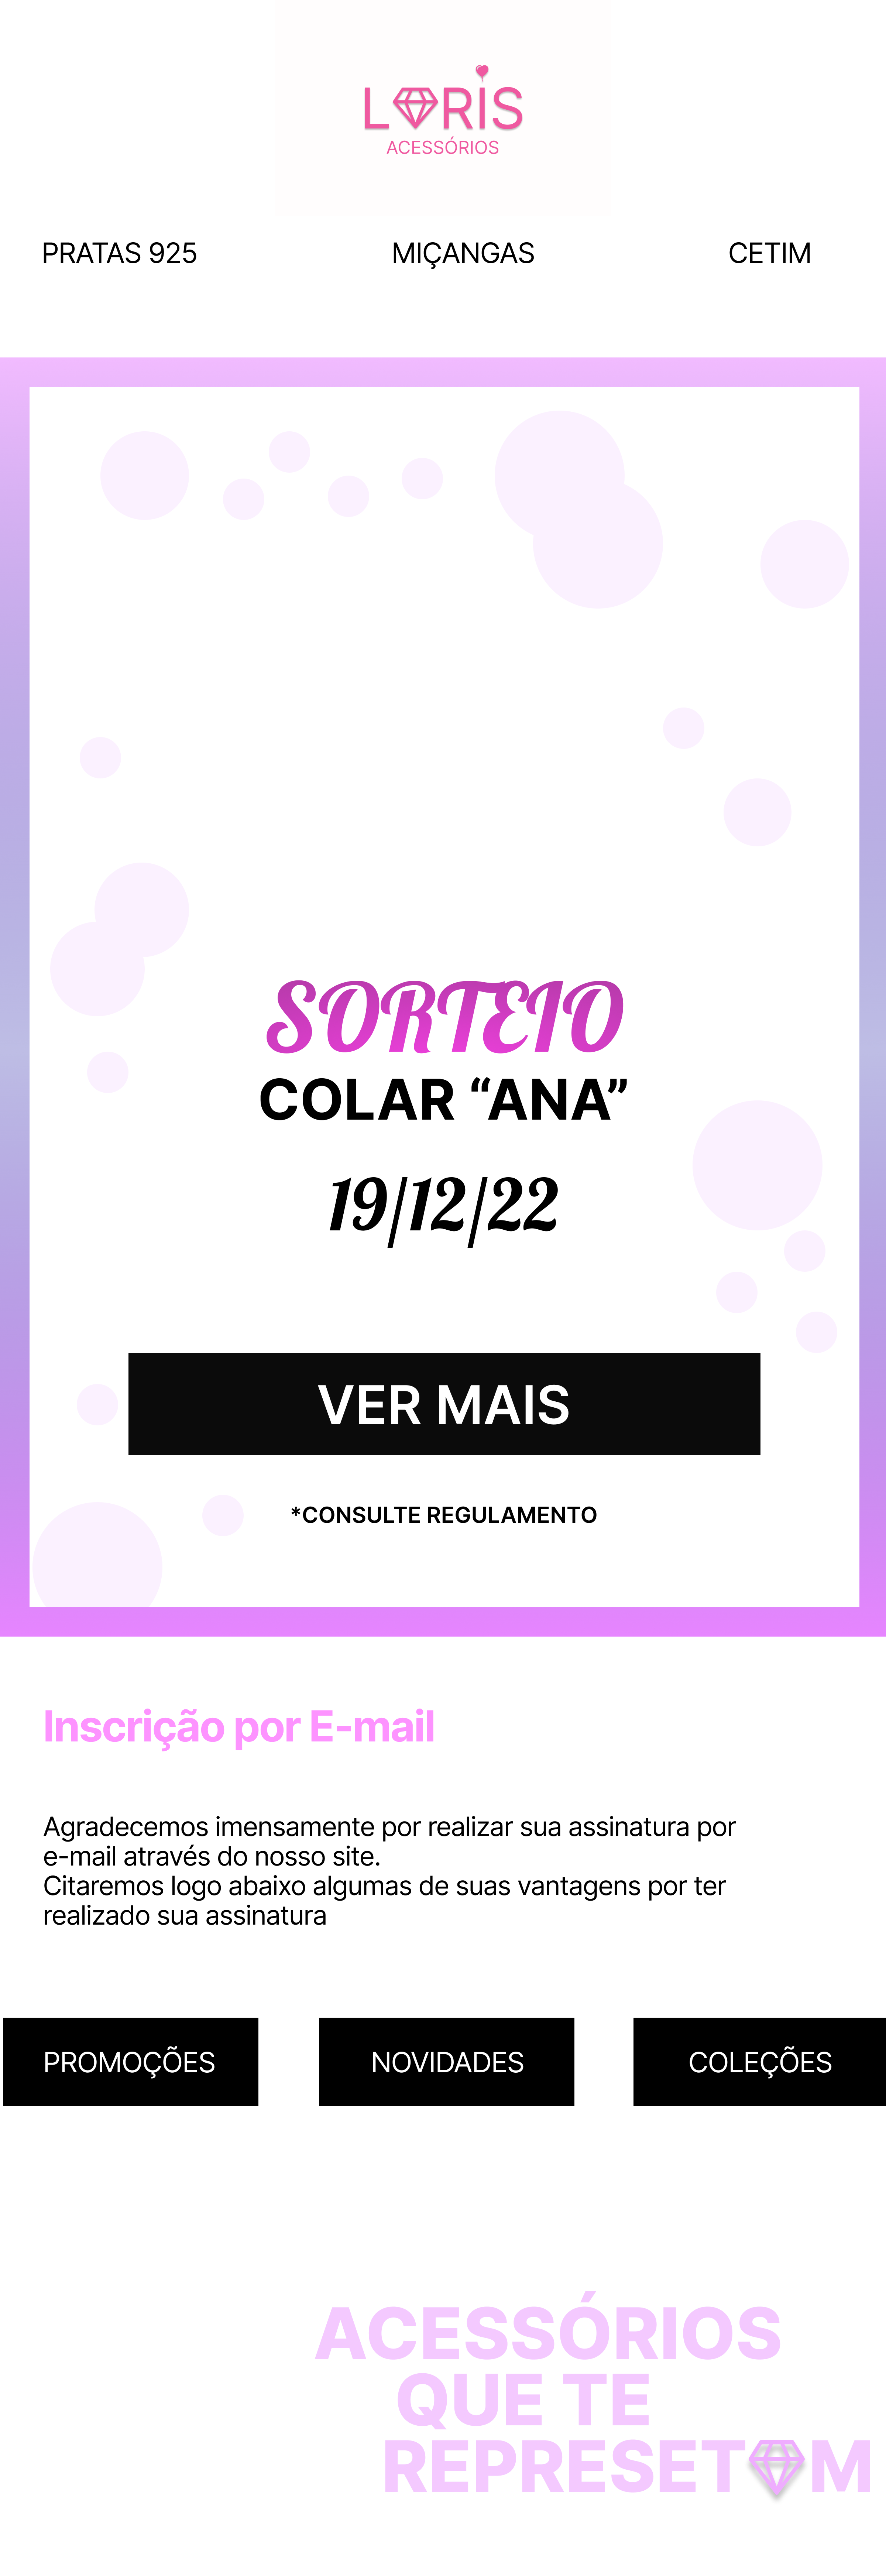 LORIS
ACESSÓRIOS
PRATAS 925 MIÇANGAS CETIM
SORTEIO
COLAR “ANA”
19/12/22
VER MAIS
*CONSULTE REGULAMENTO
Inscrição por E-mail
Agradecemos imensamente por realizar sua assinatura por
e-mail através do nosso site.
Citaremos logo abaixo algumas de suas vantagens por ter
realizado sua assinatura
PROMOÇÕES NOVIDADES COLEÇÕES
ACESSÓRIOS
QUE TE
REPRESETAM